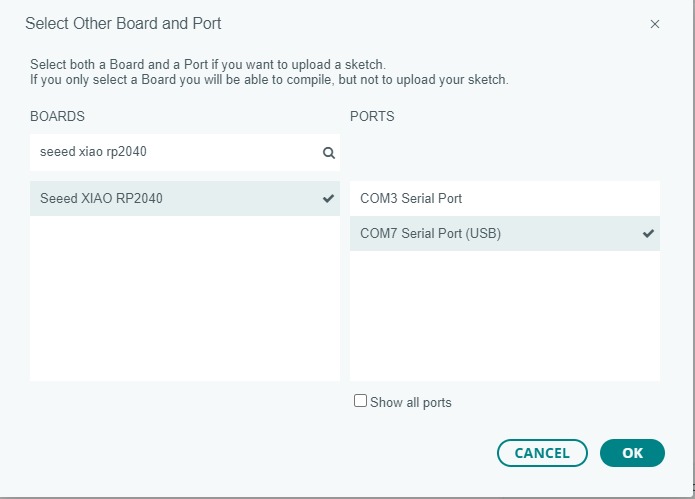 Select Other Board and Port
Select both a Board and a Port if you want to upload a sketch.
If you only select a Board you will be able to compile, but not to upload your sketch.
BOARDS
PORTS
seeed xiao rp2040
Seeed XIAO RP2040
COM3 Serial Port
COM7 Serial Port (USB)
Show all ports
CANCEL
OK